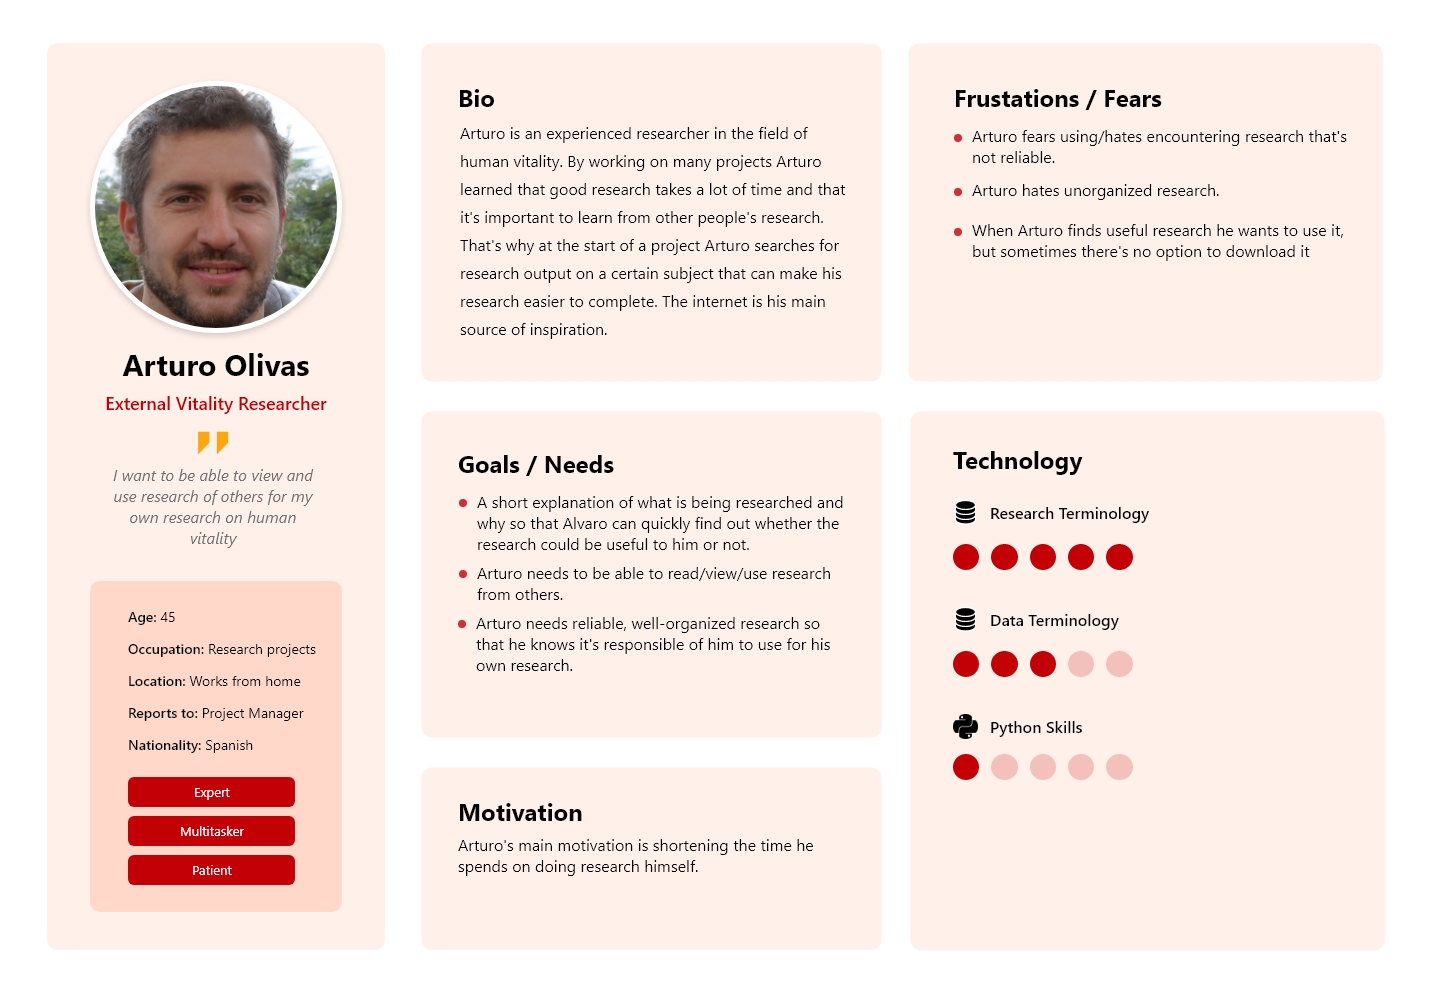 Arturo Olivas
External Vitality Researcher
I want to be able to view and
use research of others for my
own research on human
vitality
Age: 45
Occupation: Research projects
Location: Works from home
Reports to: Project Manager
Nationality: Spanish
Expert
Multitasker
Patient
Bio
Arturo is an experienced researcher in the field of
human vitality. By working on many projects Arturo
learned that good research takes a lot of time and that
it's important to learn from other people's research.
That's why at the start of a project Arturo searches for
research output on a certain subject that can make his
research easier to complete. The internet is his main
source of inspiration.
Goals / Needs
A short explanation of what is being researched and
why so that Alvaro can quickly find out whether the
research could be useful to him or not.
Arturo needs to be able to read/view/use research
from others.
Arturo needs reliable, well-organized research so
that he knows it's responsible of him to use for his
own research.
Motivation
Arturo's main motivation is shortening the time he
spends on doing research himself.
Frustations / Fears
Arturo fears using/hates encountering research that's
not reliable.
Arturo hates unorganized research.
When Arturo finds useful research he wants to use it,
but sometimes there's no option to download it
Technology
Research Terminology
Data Terminology
Python Skills